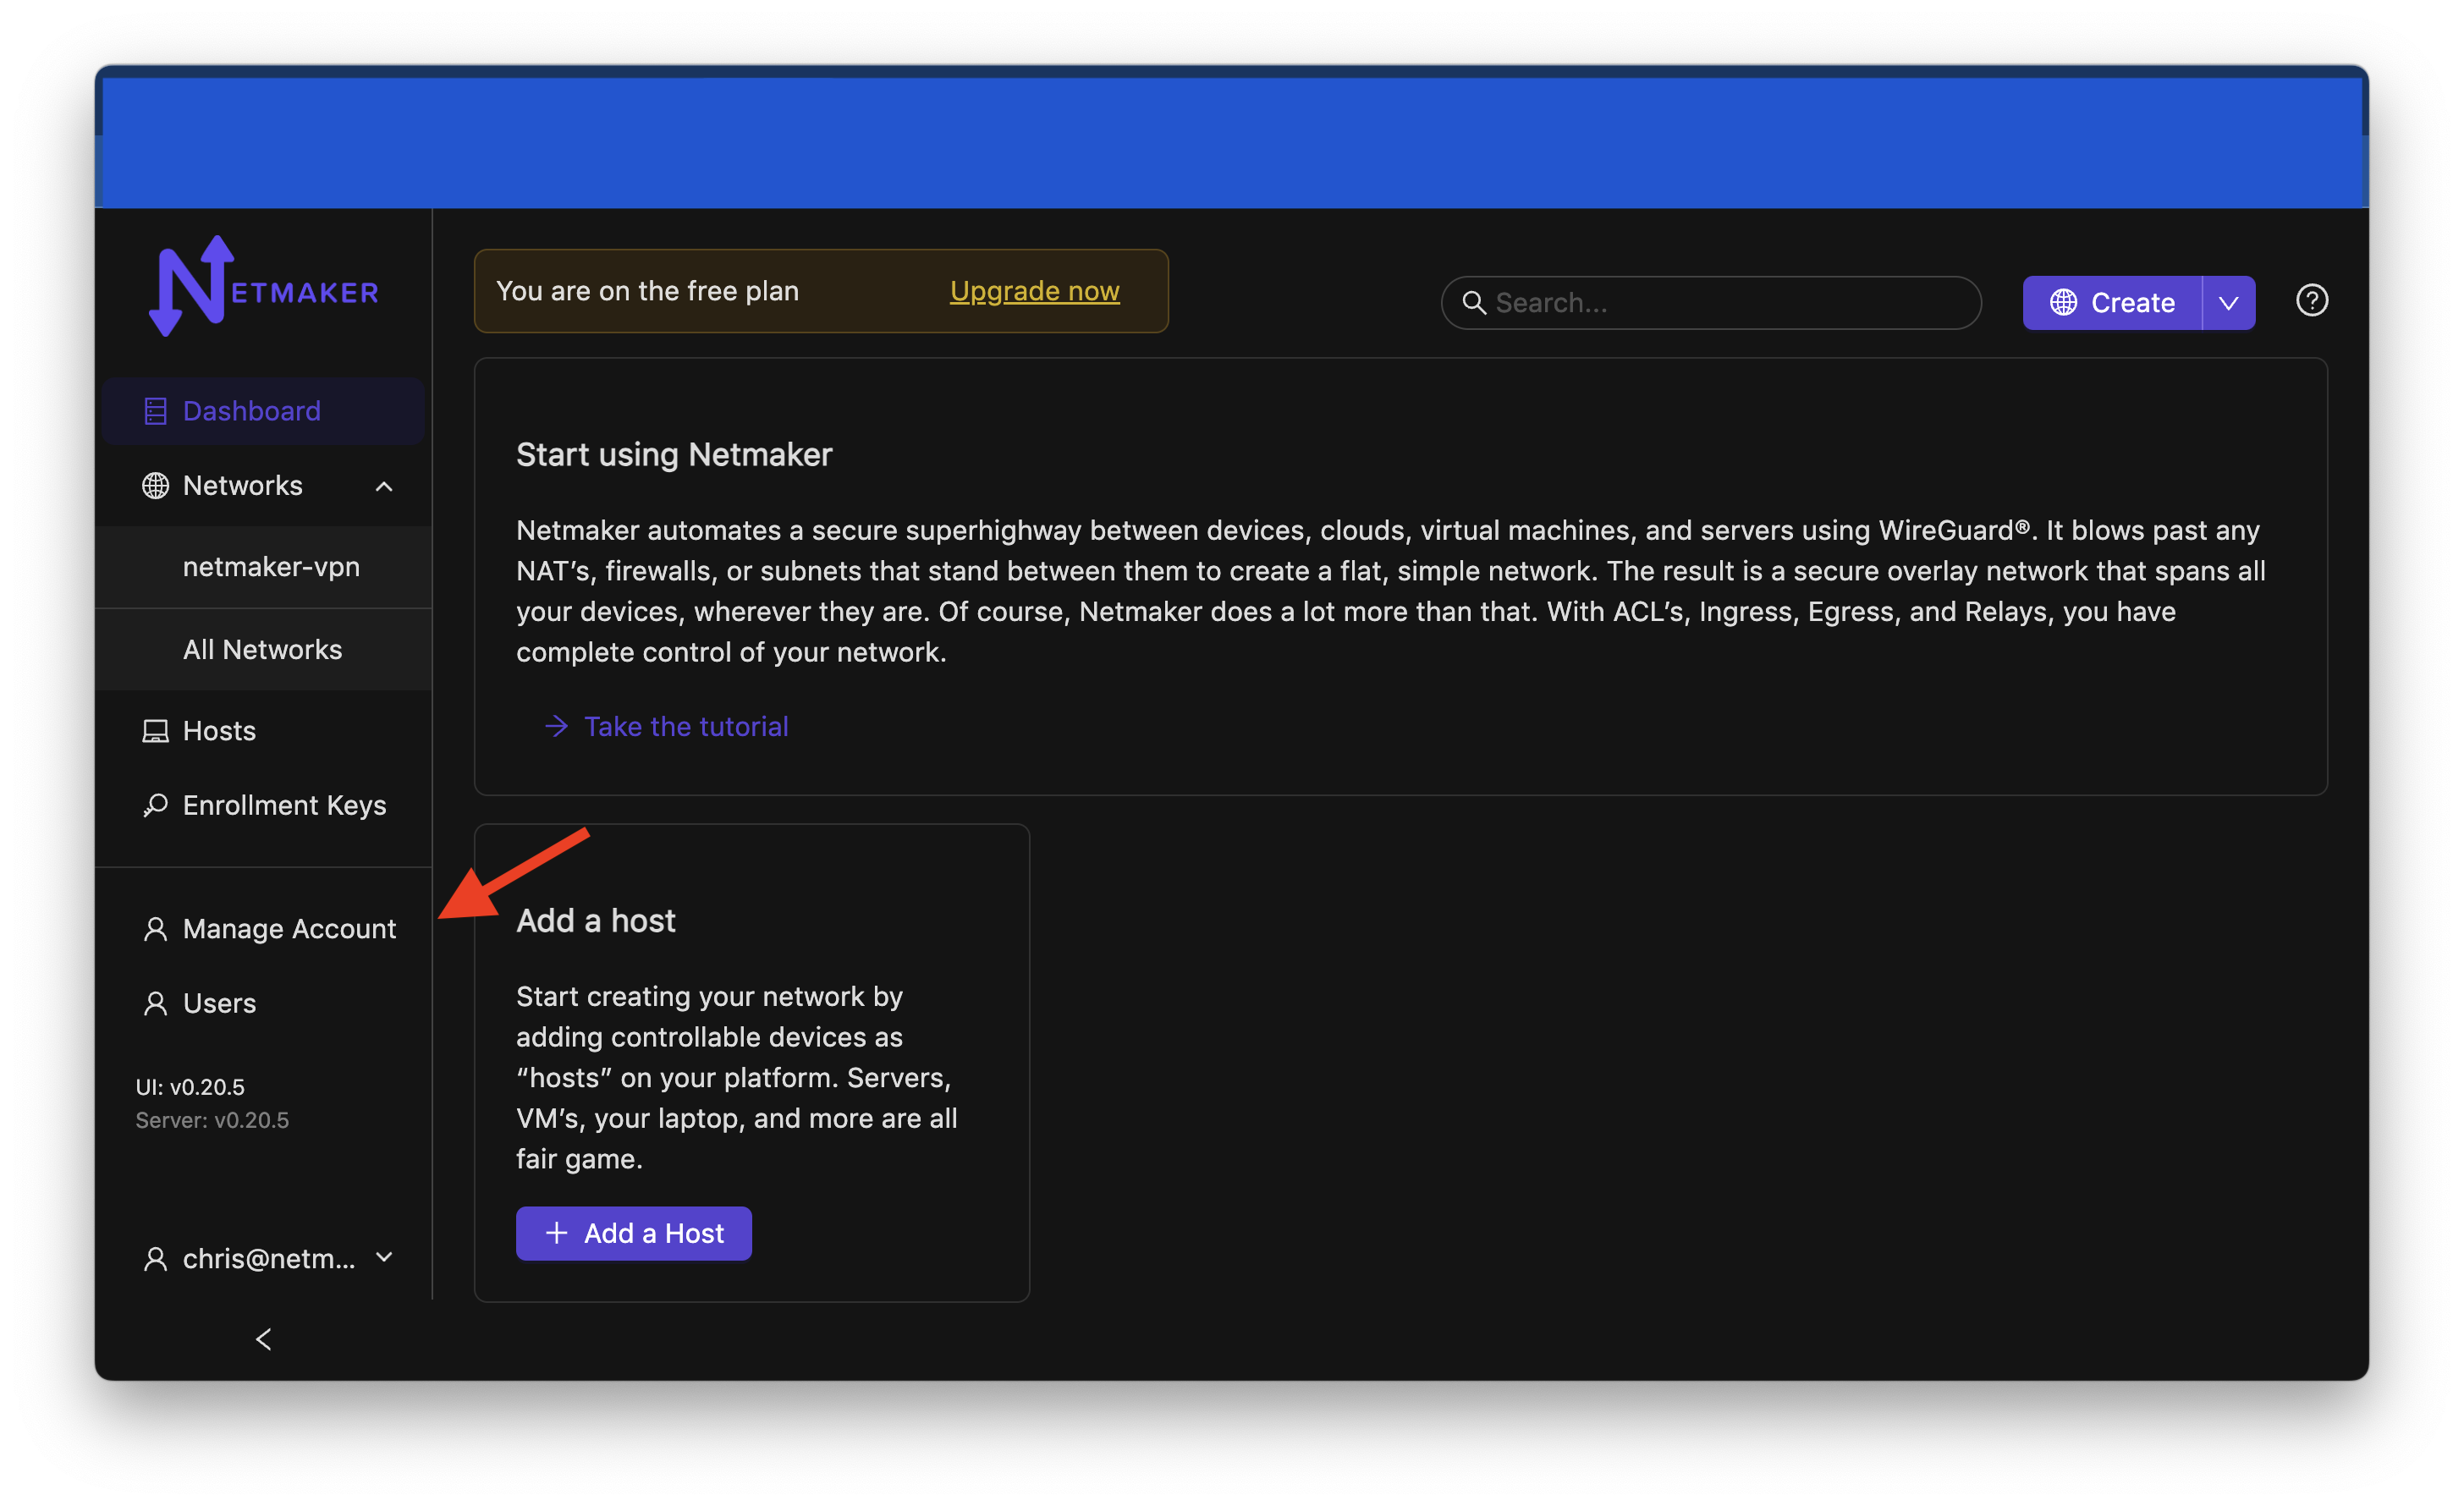 NETMAKER
Dashboard
Networks
netmaker-vpn
All Networks
Hosts
Enrollment Keys
Manage Account
Users
UI: v0.20.5
Server: v0.20.5
chris@netm...
You are on the free plan
Upgrade now
Search...
Create
Start using Netmaker
Netmaker automates a secure superhighway between devices, clouds, virtual machines, and servers using WireGuard®. It blows past any
NAT’s, firewalls, or subnets that stand between them to create a flat, simple network. The result is a secure overlay network that spans all
your devices, wherever they are. Of course, Netmaker does a lot more than that. With ACL’s, Ingress, Egress, and Relays, you have
complete control of your network.
Take the tutorial
Add a host
Start creating your network by
adding controllable devices as
“hosts” on your platform. Servers,
VM’s, your laptop, and more are all
fair game.
+ Add a Host